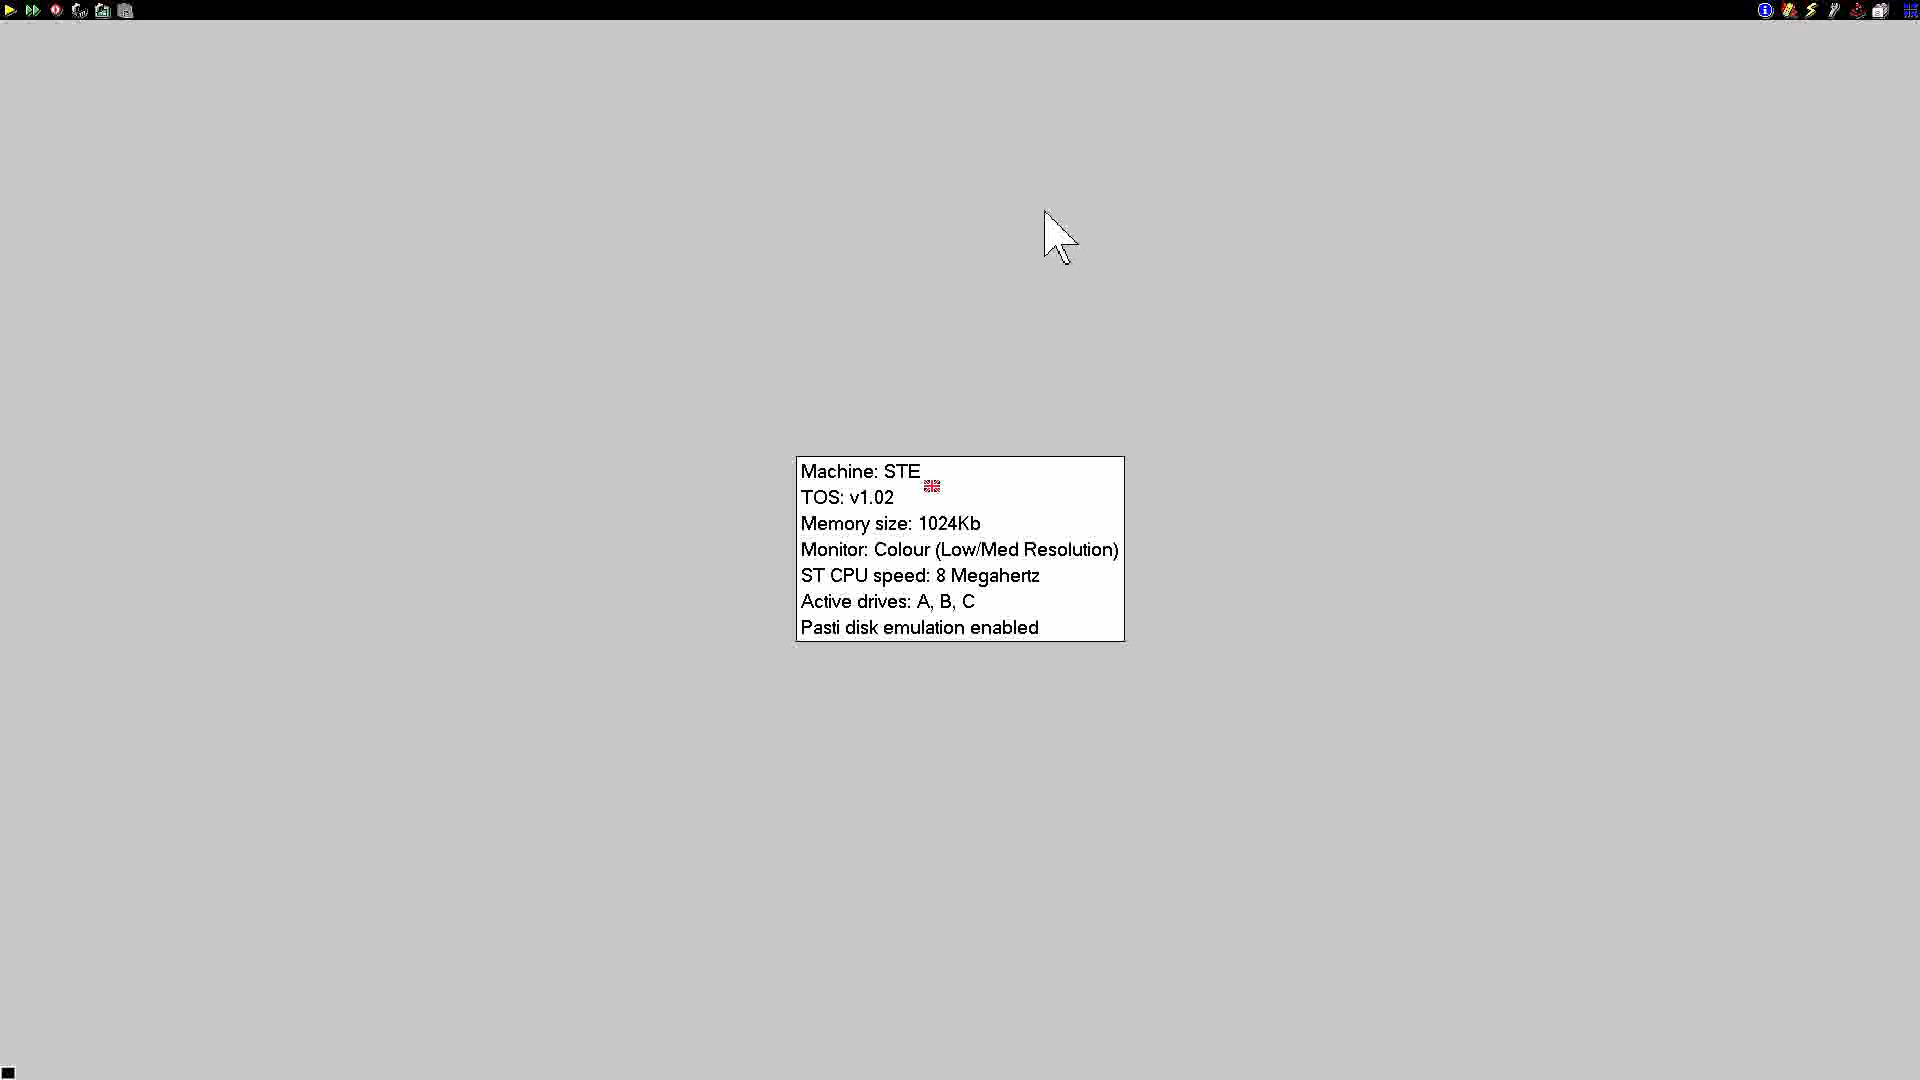 Machine: STE
TOS: v1.02
Memory size: 1024Kb
Monitor: Colour (Low/Med Resolution)
ST CPU speed: 8 Megahertz
Active drives: A, B, C
Pasti disk emulation enabled